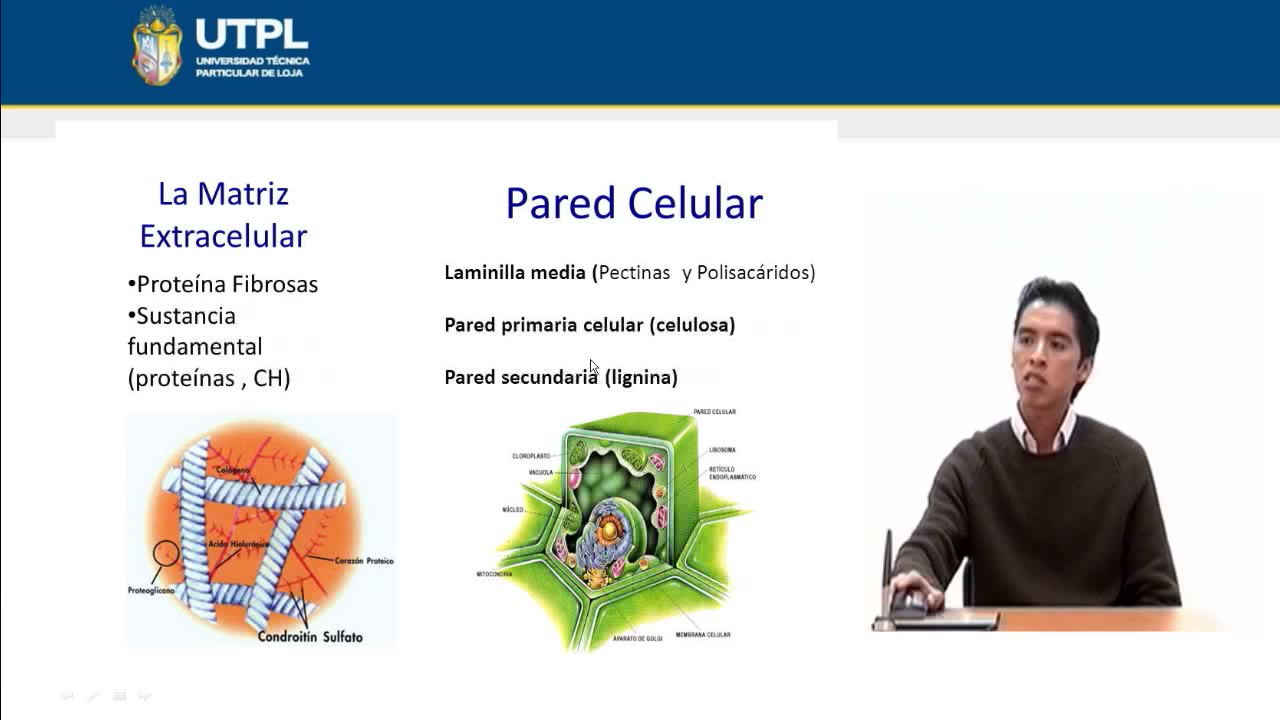 UTPL
UNIVERSIDAD TÉCNICA
PARTICULAR DE LOJA
La Matriz
Extracelular
•Proteína Fibrosas
•Sustancia
fundamental
(proteínas , CH)
Colágeno
Acido Hialurónico
Corazón Proteico
Proteoglicano
Condroitín Sulfato
Pared Celular
Laminilla media (Pectinas y Polisacáridos)
Pared primaria celular (celulosa)
Pared secundaria (lignina)
PARED CELULAR
CLOROPLASTO
LISOSOMA
VACUOLA
RETÍCULO
ENDOPLASMÁTICO
NÚCLEO
MITOCONDRIA
APARATO DE GOLGI
MEMBRANA CELULAR